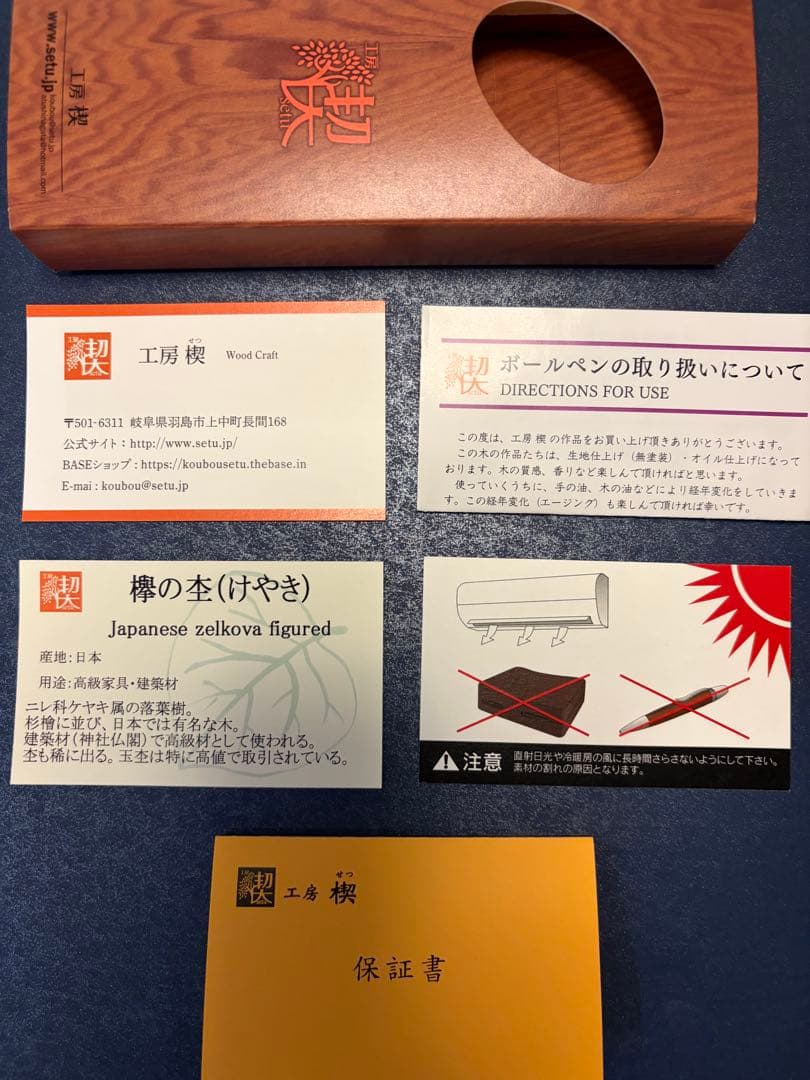 工房 楔
www.setu.jp
koubou@setu.jp
工房
楔
setu
工房
楔
SETU
せつ
工房 楔 Wood Craft
〒501-6311 岐阜県羽島市上中町長間168
公式サイト：http://www.setu.jp/
BASEショップ：https://koubousetu.thebase.in
E-mai : koubou@setu.jp
楔
ボールペンの取り扱いについて
DIRECTIONS FOR USE
この度は、工房 楔 の作品をお買い上げ頂きありがとうございます。
この木の作品たちは、生地仕上げ（無塗装）・オイル仕上げになって
おります。木の質感、香りなど楽しんで頂ければと思います。
使っていくうちに、手の油、木の油などにより経年変化をしていきま
す。この経年変化（エージング）も楽しんで頂ければ幸いです。
工房
楔
SETU
欅の杢(けやき)
Japanese zelkova figured
産地：日本
用途：高級家具・建築材
ニレ科ケヤキ属の落葉樹。
杉檜に並び、日本では有名な木。
建築材（神社仏閣）で高級材として使われる。
杢も稀に出る。玉杢は特に高値で取引されている。
注意
直射日光や冷暖房の風に長時間さらさないようにして下さい。
素材の割れの原因となります。
工房
楔
SETU
せつ
工房 楔
保証書